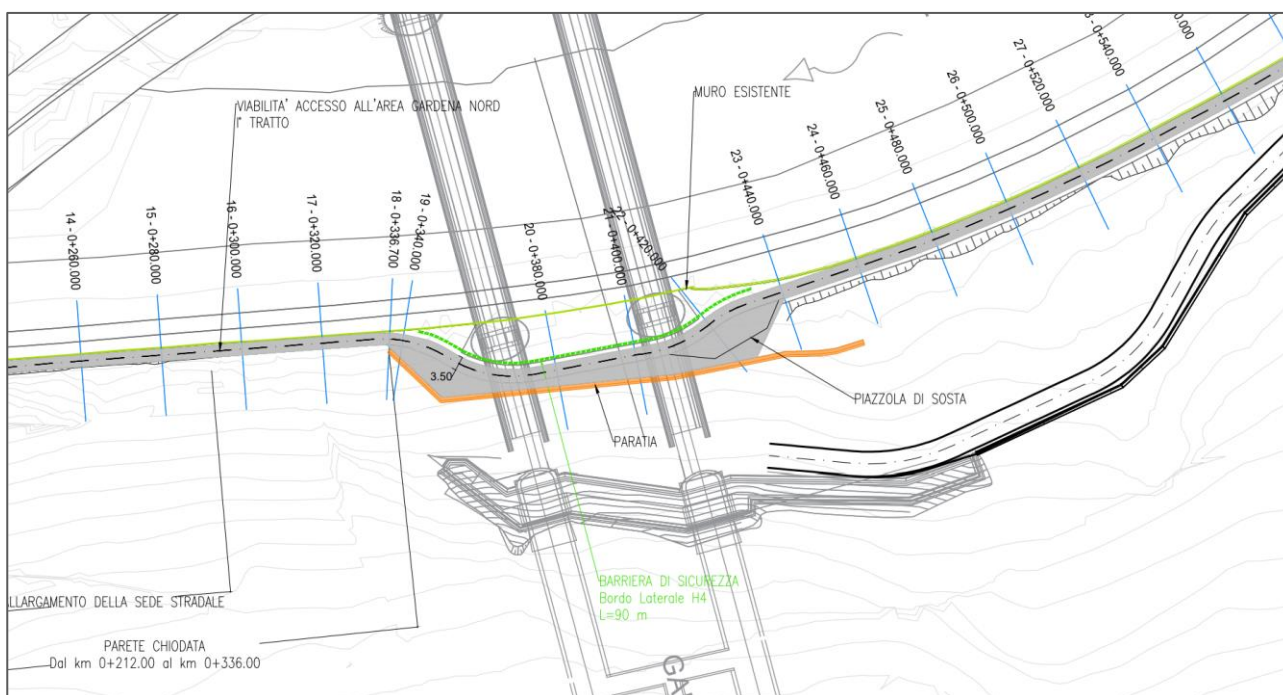 VIABILITA' ACCESSO ALL'AREA GARDENA NORD
I° TRATTO
MURO ESISTENTE
14 - 0+260.000
15 - 0+280.000
16 - 0+300.000
17 - 0+320.000
18 - 0+336.700
19 - 0+340.000
20 - 0+380.000
21 - 0+400.000
22 - 0+420.000
23 - 0+440.000
24 - 0+460.000
25 - 0+480.000
26 - 0+500.000
27 - 0+520.000
0+540.000
3.50
PARATIA
PIAZZOLA DI SOSTA
BARRIERA DI SICUREZZA
Bordo Laterale H4
L=90 m
LLARGAMENTO DELLA SEDE STRADALE
PARETE CHIODATA
Dal km 0+212.00 al km 0+336.00
GA